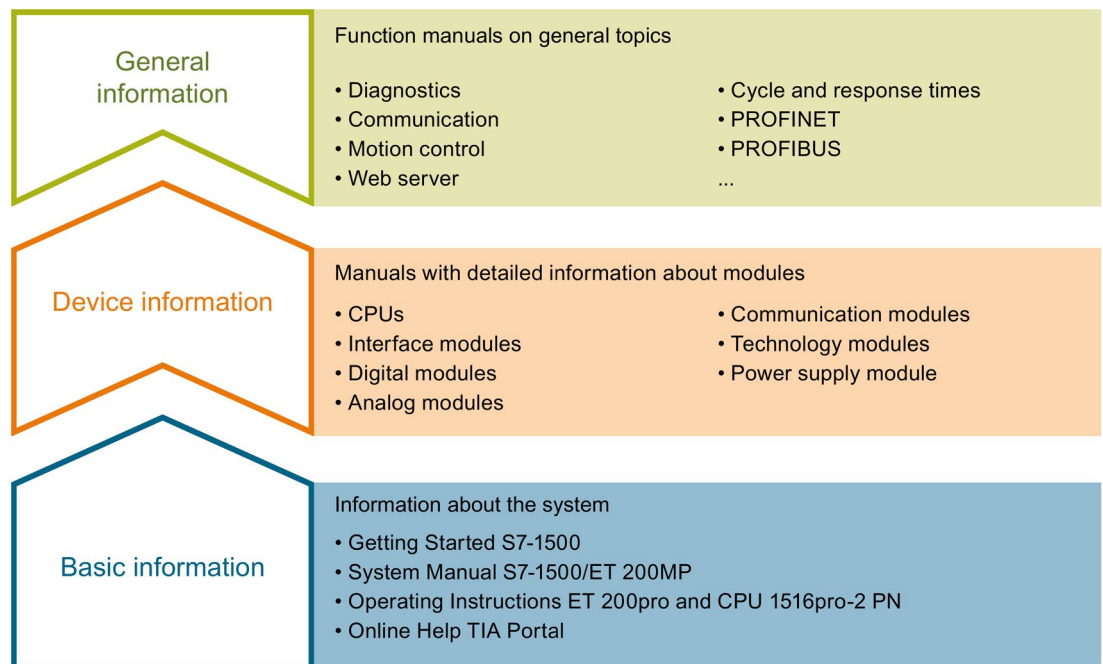 General
information
Function manuals on general topics
• Diagnostics
• Communication
• Motion control
• Web server
• Cycle and response times
• PROFINET
• PROFIBUS
...
Device information
Manuals with detailed information about modules
• CPUs
• Interface modules
• Digital modules
• Analog modules
• Communication modules
• Technology modules
• Power supply module
Basic information
Information about the system
• Getting Started S7-1500
• System Manual S7-1500/ET 200MP
• Operating Instructions ET 200pro and CPU 1516pro-2 PN
• Online Help TIA Portal